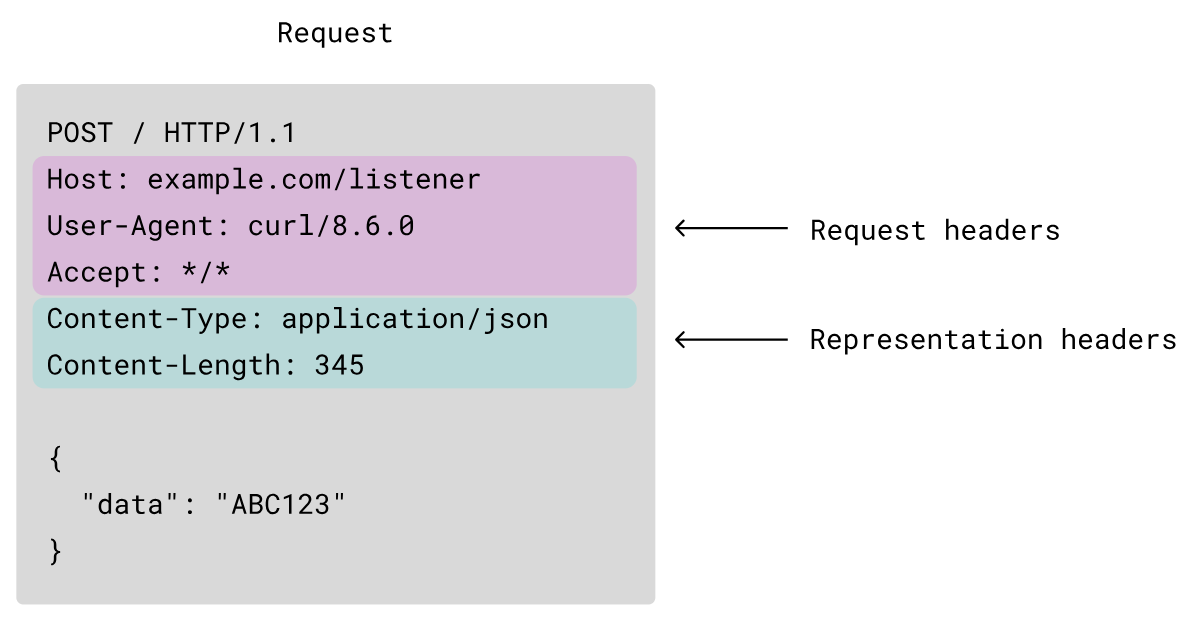 Request
POST / HTTP/1.1
Host: example.com/listener
User-Agent: curl/8.6.0
Accept: */*
Request headers
Content-Type: application/json
Content-Length: 345
Representation headers
{
  "data": "ABC123"
}